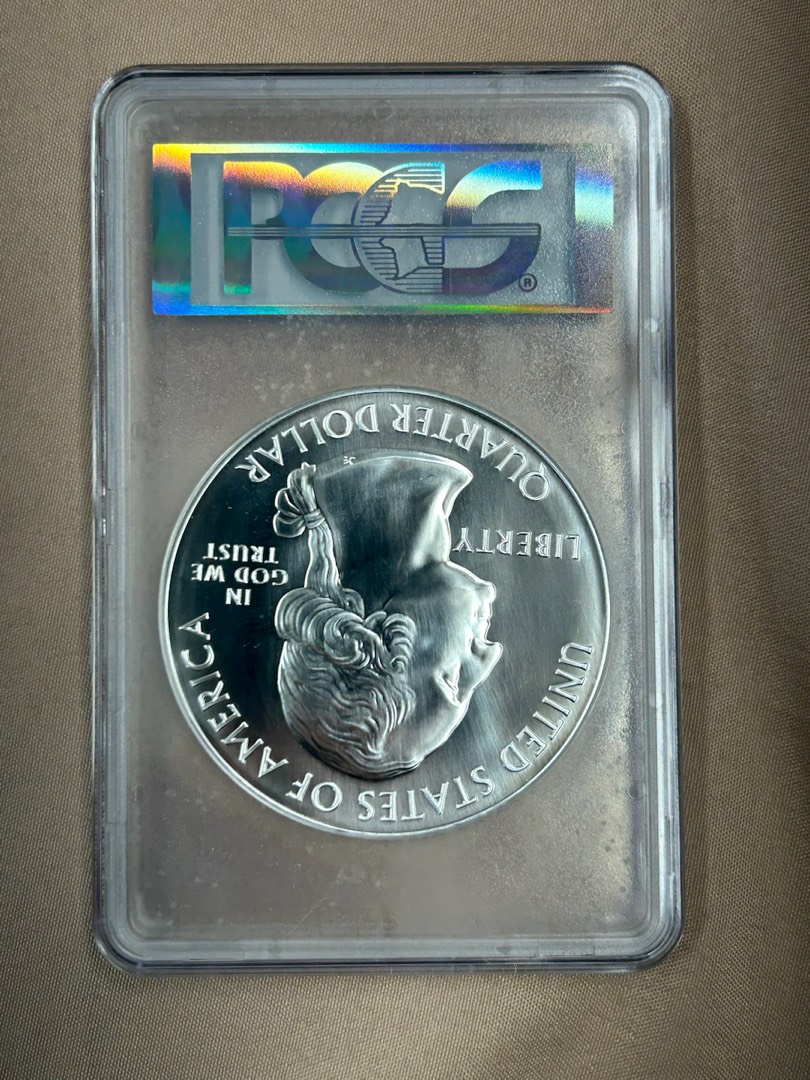 PCGS®
UNITED STATES OF AMERICA
LIBERTY
IN
GOD WE
TRUST
QUARTER DOLLAR